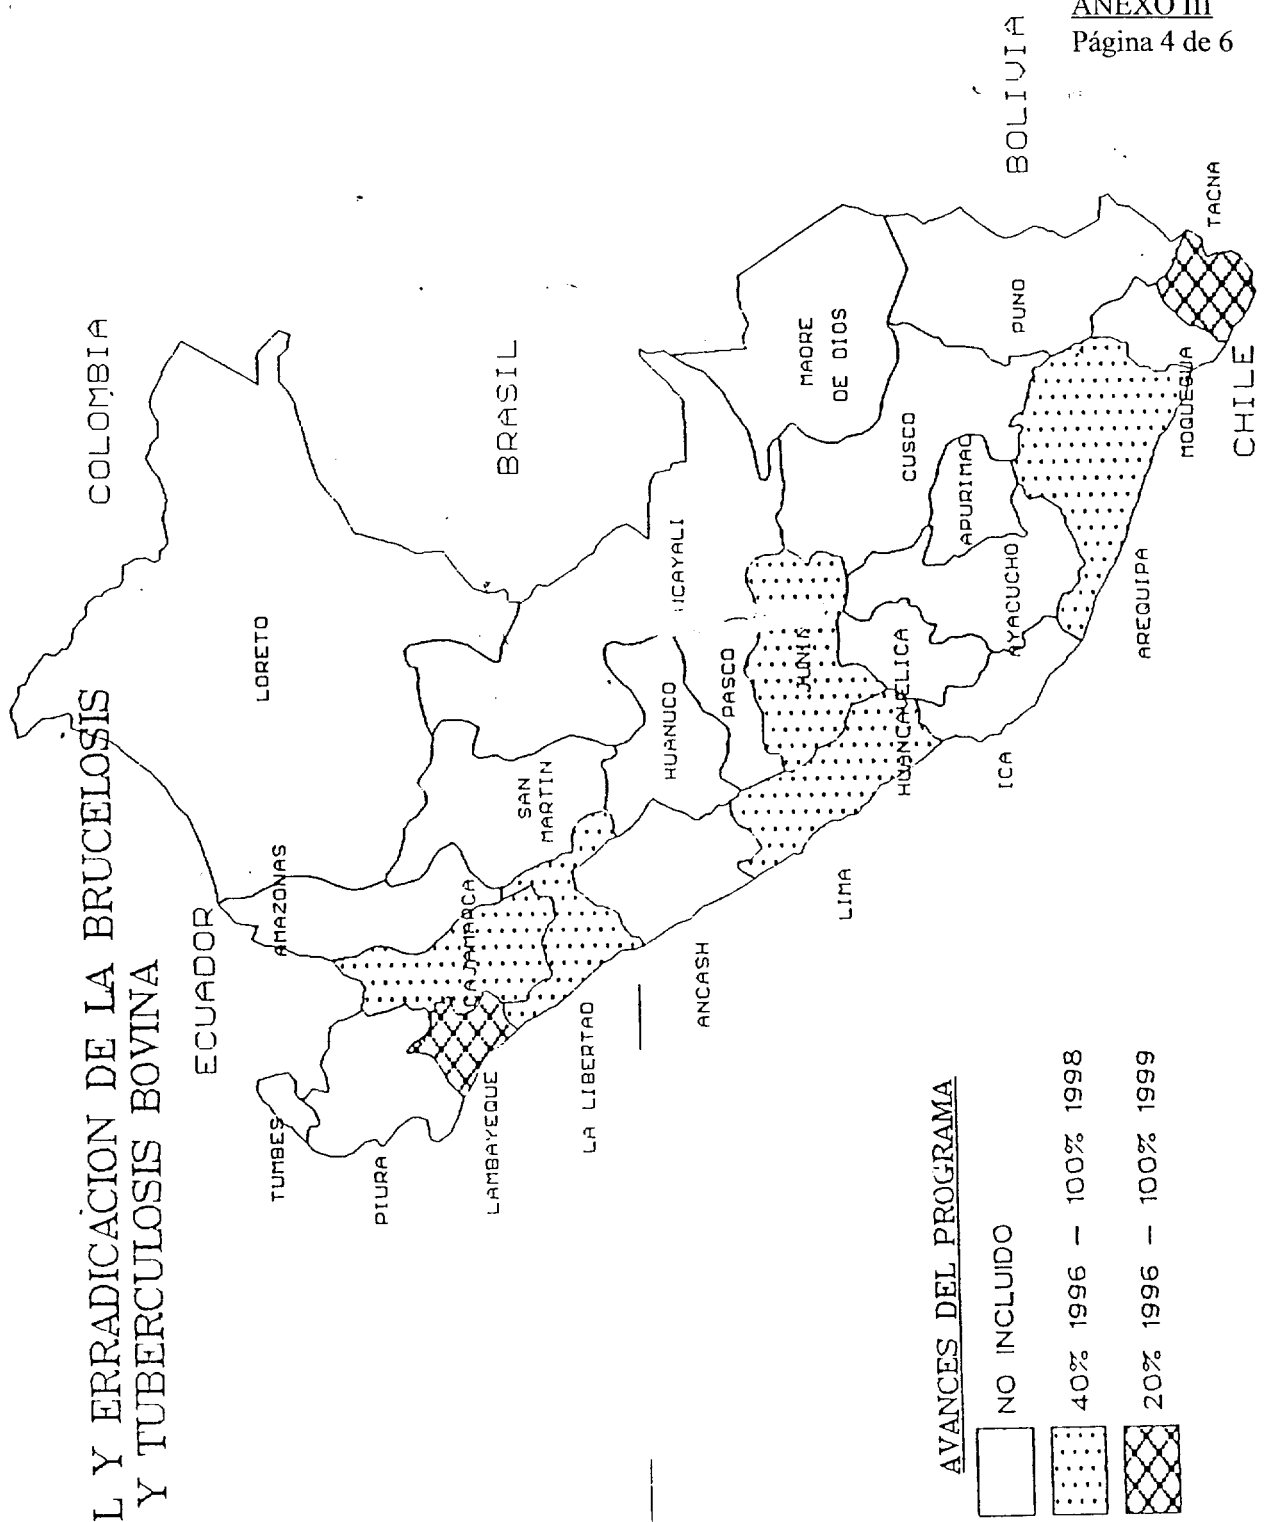 ANEXO III
Página 4 de 6
L Y ERRADICACION DE LA BRUCELOSIS
Y TUBERCULOSIS BOVINA
ECUADOR
COLOMBIA
BRASIL
BOLIVIA
CHILE
TUMBES
PIURA
LAMBAYEQUE
LA LIBERTAD
ANCASH
LIMA
ICA
AREQUIPA
MOQUEGUA
TACNA
AMAZONAS
LORETO
CAJAMARCA
SAN
MARTIN
HUANUCO
PASCO
UCAYALI
JUNIN
HUANCAVELICA
AYACUCHO
APURIMAC
CUSCO
MADRE
DE DIOS
PUNO
AVANCES DEL PROGRAMA
NO INCLUIDO
40% 1996 - 100% 1998
20% 1996 - 100% 1999